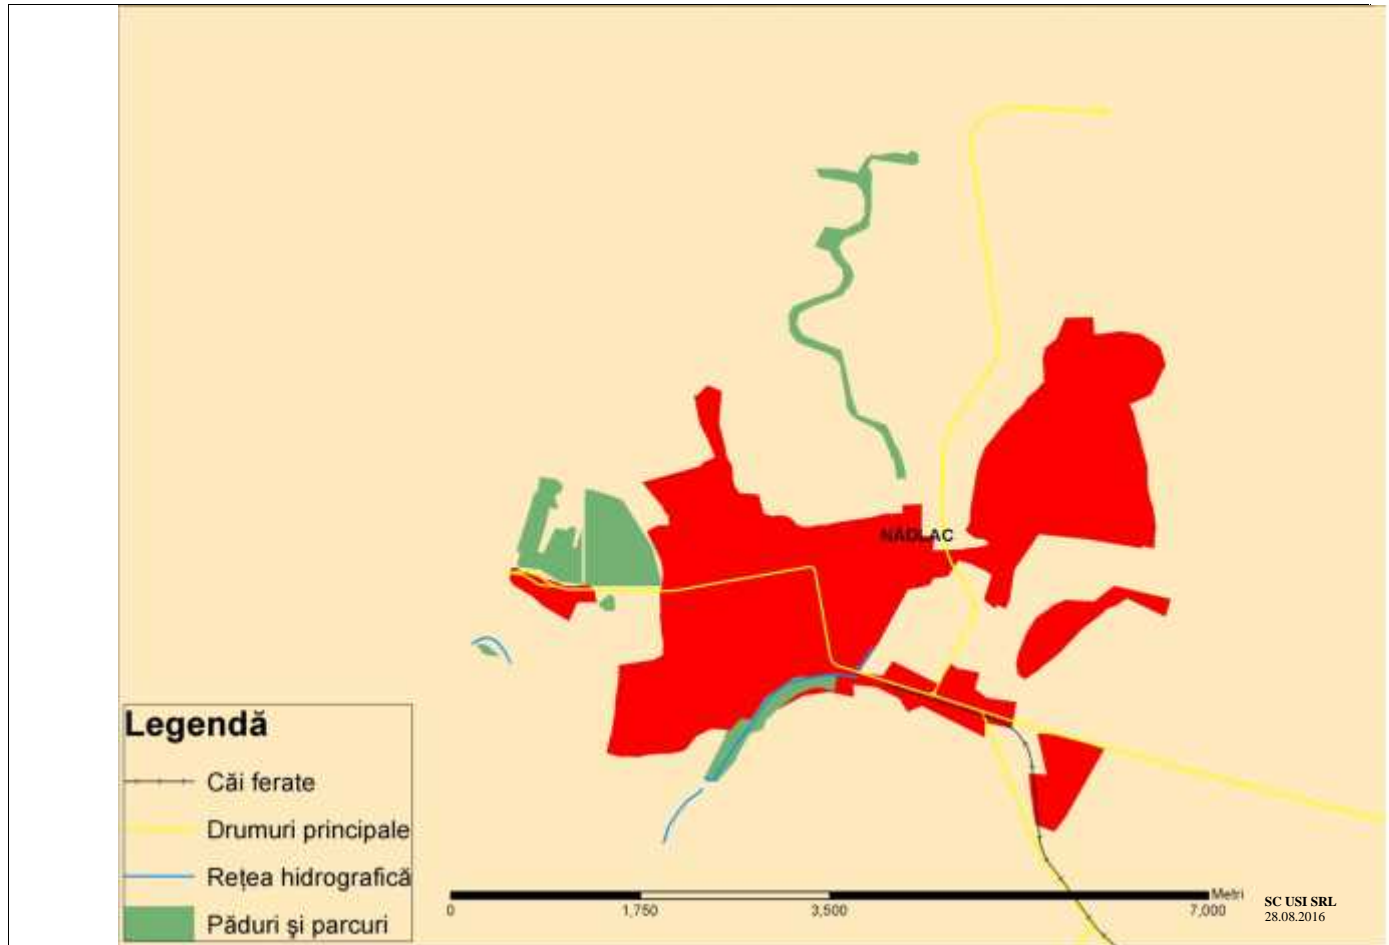 NĂDLAC
Legendă
Căi ferate
Drumuri principale
Rețea hidrografică
Păduri și parcuri
Metri
0 1,750 3,500 7,000
SC USI SRL
28.08.2016